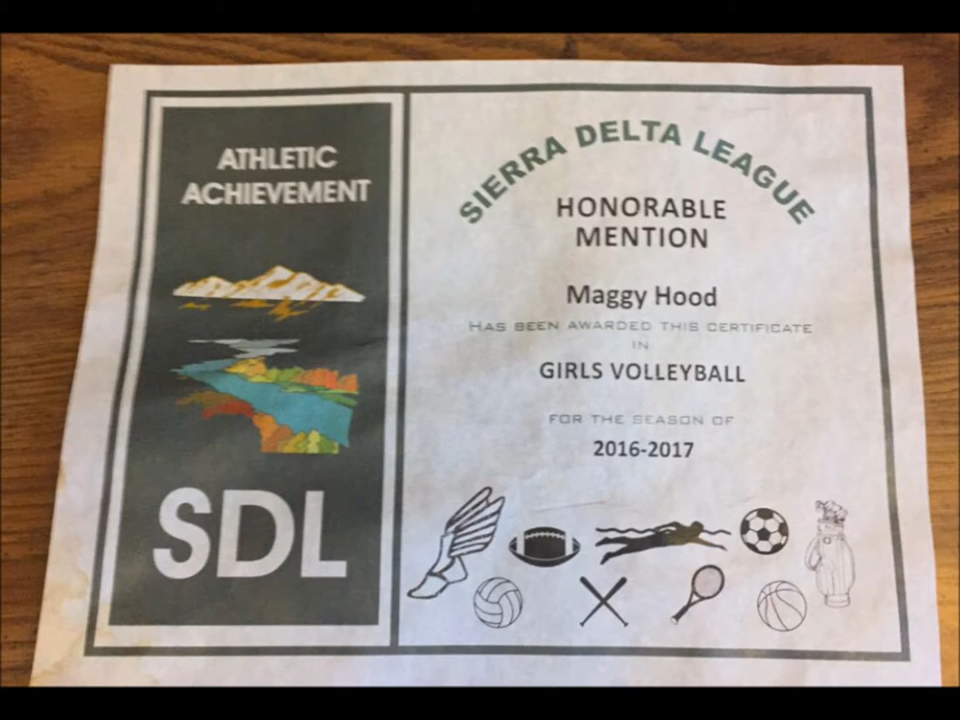 ATHLETIC
ACHIEVEMENT
SDL
SIERRA DELTA LEAGUE
HONORABLE
MENTION
Maggy Hood
HAS BEEN AWARDED THIS CERTIFICATE
IN
GIRLS VOLLEYBALL
FOR THE SEASON OF
2016-2017